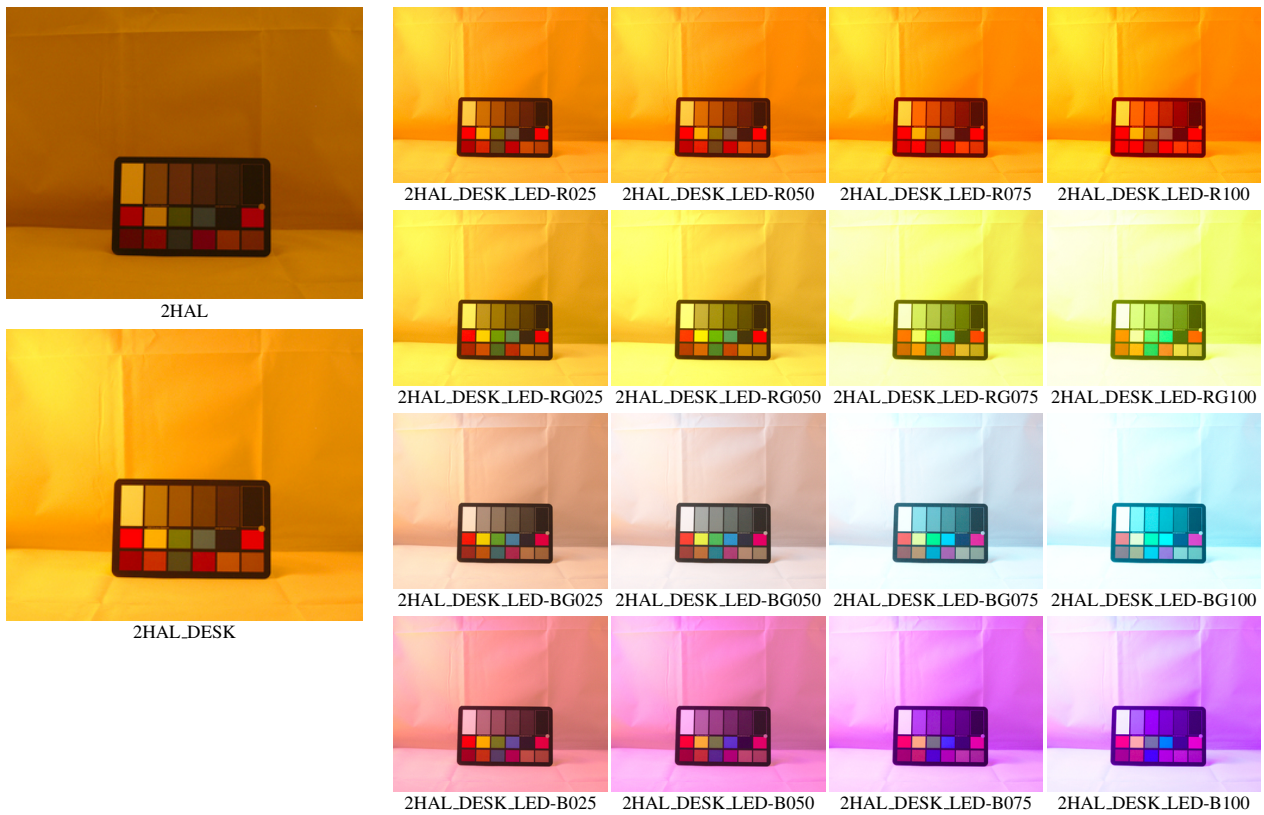 2HAL
2HAL_DESK
2HAL_DESK_LED-R025 2HAL_DESK_LED-R050 2HAL_DESK_LED-R075 2HAL_DESK_LED-R100
2HAL_DESK_LED-RG025 2HAL_DESK_LED-RG050 2HAL_DESK_LED-RG075 2HAL_DESK_LED-RG100
2HAL_DESK_LED-BG025 2HAL_DESK_LED-BG050 2HAL_DESK_LED-BG075 2HAL_DESK_LED-BG100
2HAL_DESK_LED-B025 2HAL_DESK_LED-B050 2HAL_DESK_LED-B075 2HAL_DESK_LED-B100